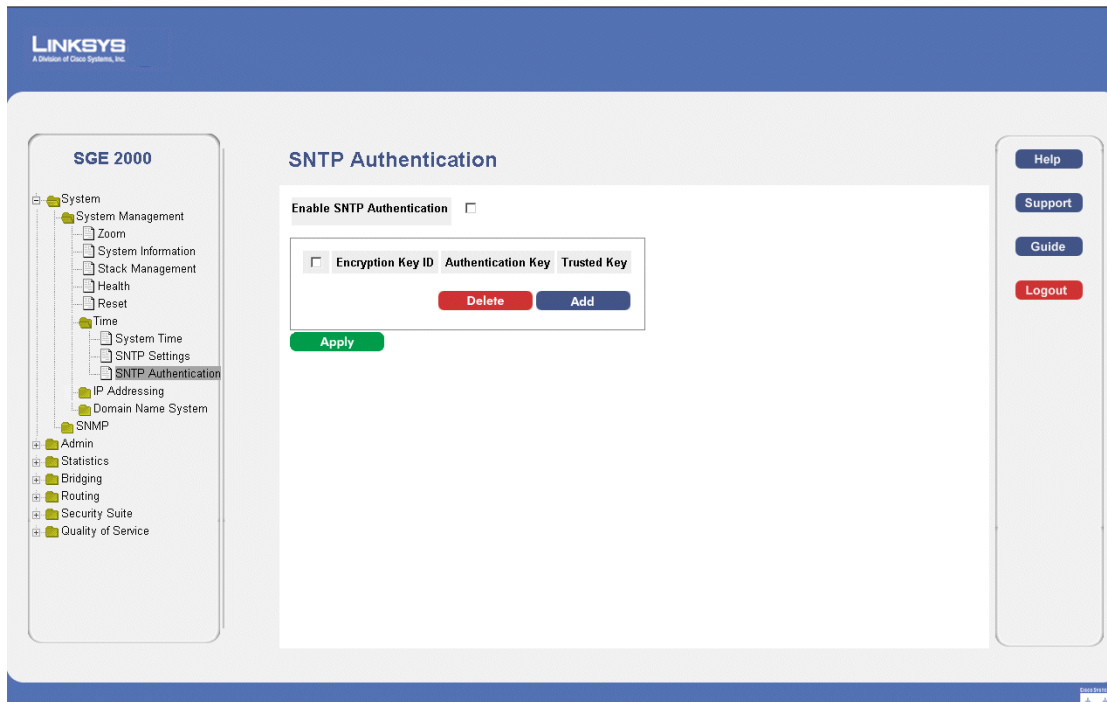 LINKSYS
A Division of Cisco Systems, Inc.
SGE 2000
System
System Management
Zoom
System Information
Stack Management
Health
Reset
Time
System Time
SNTP Settings
SNTP Authentication
IP Addressing
Domain Name System
SNMP
Admin
Statistics
Bridging
Routing
Security Suite
Quality of Service
SNTP Authentication
Enable SNTP Authentication
Encryption Key ID Authentication Key Trusted Key
Delete Add
Apply
Help
Support
Guide
Logout